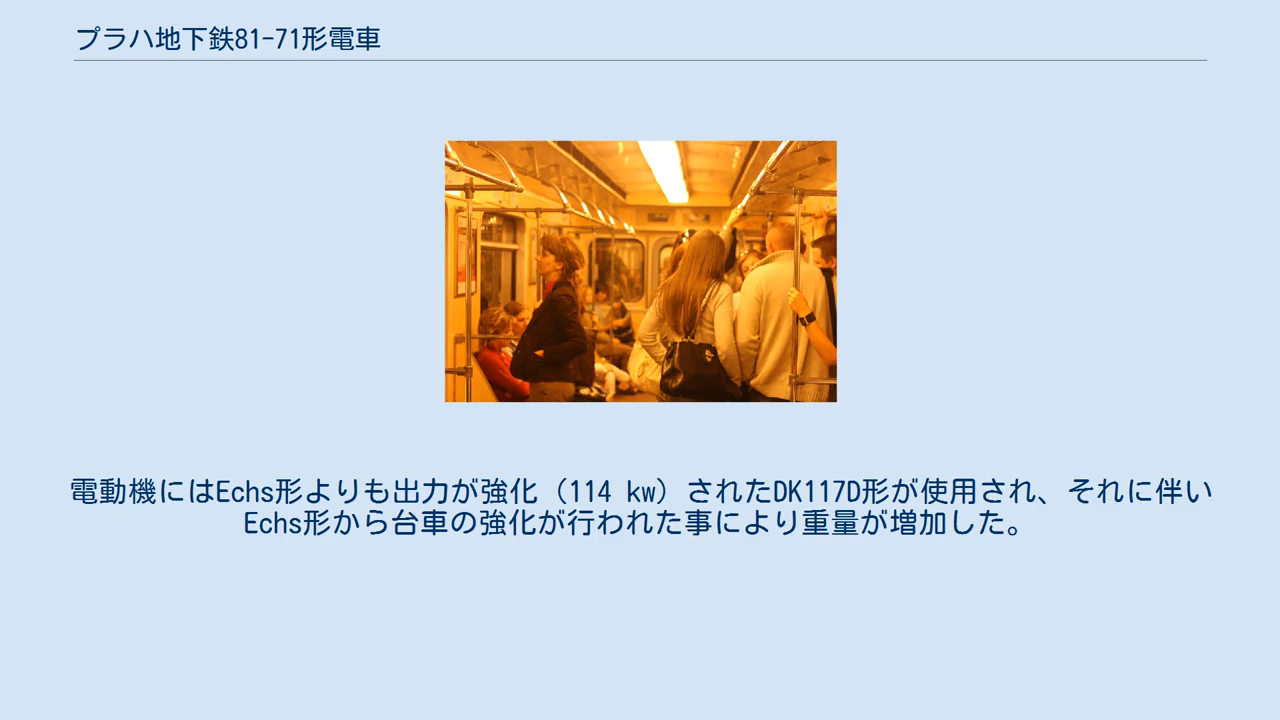 プラハ地下鉄81-71形電車
電動機にはEchs形よりも出力が強化（114 kw）されたDK117D形が使用され、それに伴い
Echs形から台車の強化が行われた事により重量が増加した。